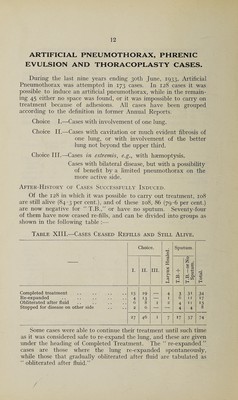 12
ARTIFICIAL PNEUMOTHORAX, PHRENIC
EVULSION AND THORACOPLASTY CASES.
During the last nine years ending 30th June, 1953, Artificial
Pneumothorax was attempted in 173 cases. In 128 cases it was
possible to induce an artificial pneumothorax, while in the remain-
ing 45 either no space was found, or it was impossible to carry on
treatment because of adhesions. All cases have been grouped
according to the definition in former Annual Reports.
Choice I.—Cases with involvement of one lung.
Choice II.—Cases with cavitation or much evident fibrosis of
one lung, or with involvement of the better
lung not beyond the upper third.
Choice III.—Cases in extremis, e.g., with hæmoptysis.
Cases with bilateral disease, but with a possibility
of benefit by a limited pneumothorax on the
more active side.
After-History of Cases Successfully Induced.
Of the 128 in which it was possible to carry out treatment, 108
are still alive (84·3 per cent.), and of these 108, 86 (79·6 per cent.)
are now negative for “T.B.,” or have no sputum. Seventy-four
of them have now ceased re-fills, and can be divided into groups as
shown in the following table :—
Table XIII.—Cases Ceased Refills and Still Alive.
Choice. Sputum.
I. II. III. Larynx Healed. T.B.+ T.B.—or No Sputum. Total.
Completed treatment
Re-expanded
Obliterated after fluid
Stopped for disease on other side
27 46 1 17 57 74
Some cases were able to continue their treatment until such time
as it was considered safe to re-expand the lung, and these are given
under the heading of Completed Treatment. The “re-expanded”
cases are those where the lung re-expanded spontaneously,
while those that gradually obliterated after fluid are tabulated as
“obliterated after fluid.”